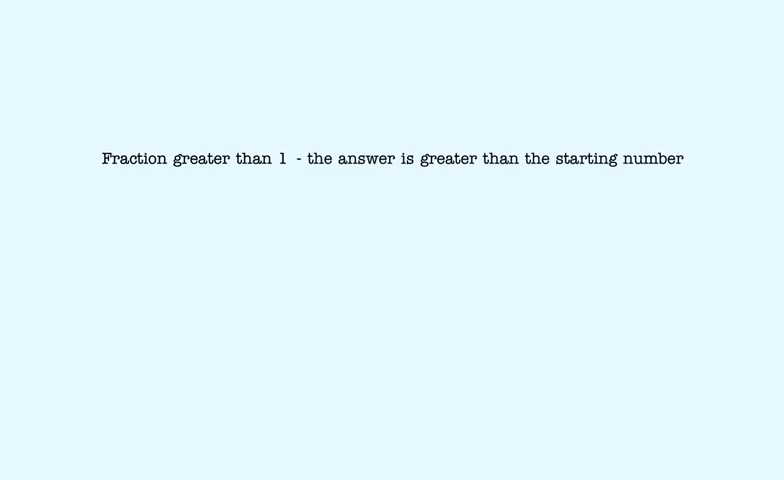 Fraction greater than 1 - the answer is greater than the starting number